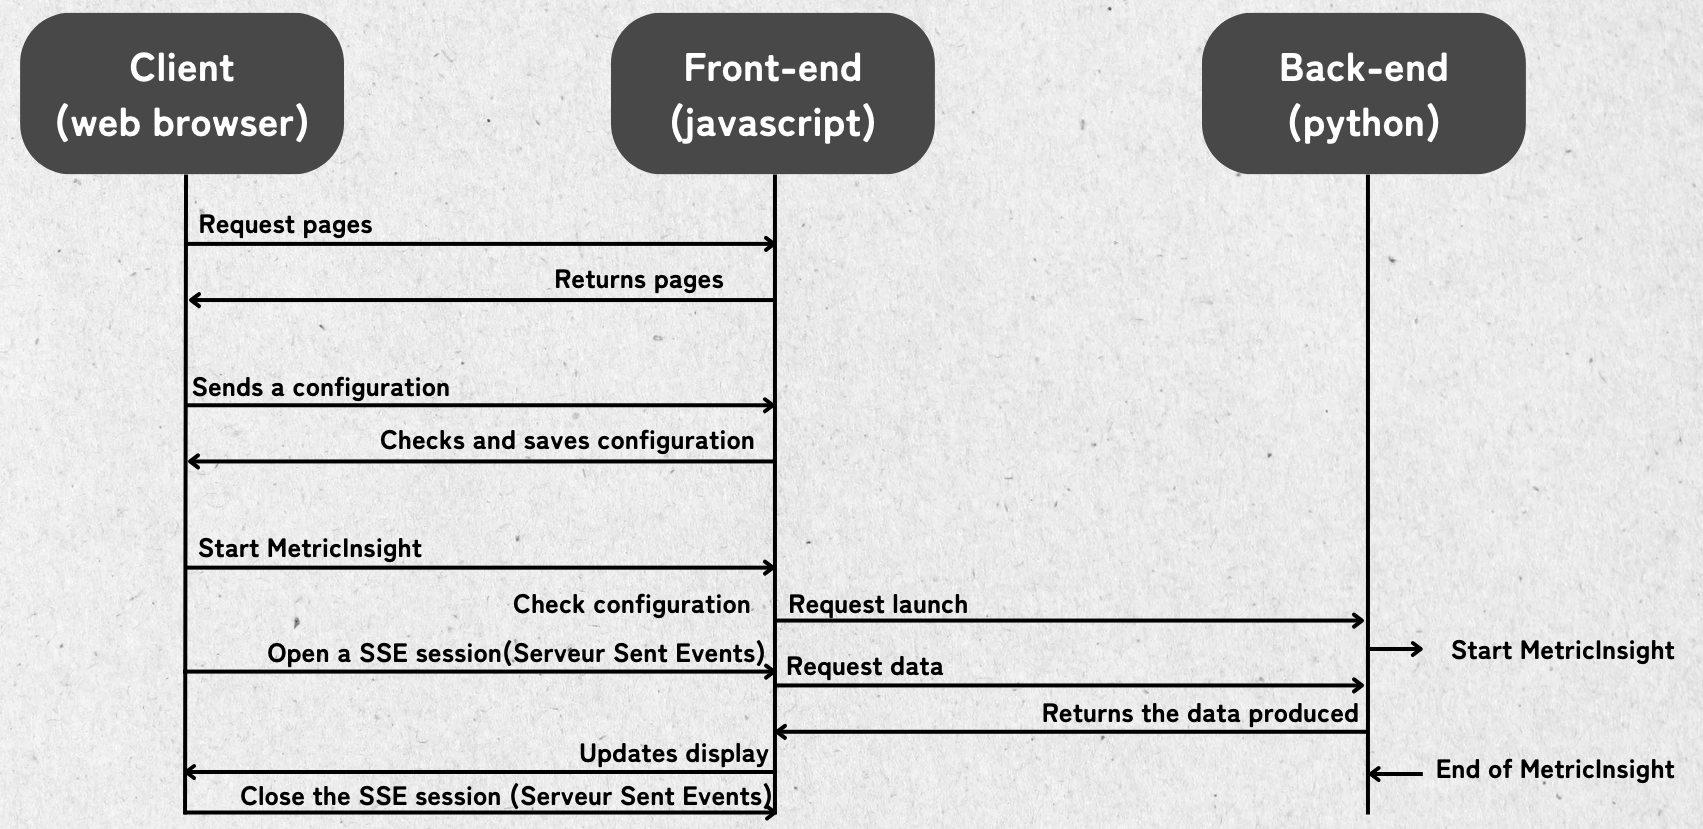 Client
(web browser)
Front-end
(javascript)
Back-end
(python)
Request pages
Returns pages
Sends a configuration
Checks and saves configuration
Start MetricInsight
Check configuration
Request launch
Open a SSE session(Serveur Sent Events)
Start MetricInsight
Request data
Returns the data produced
Updates display
End of MetricInsight
Close the SSE session (Serveur Sent Events)